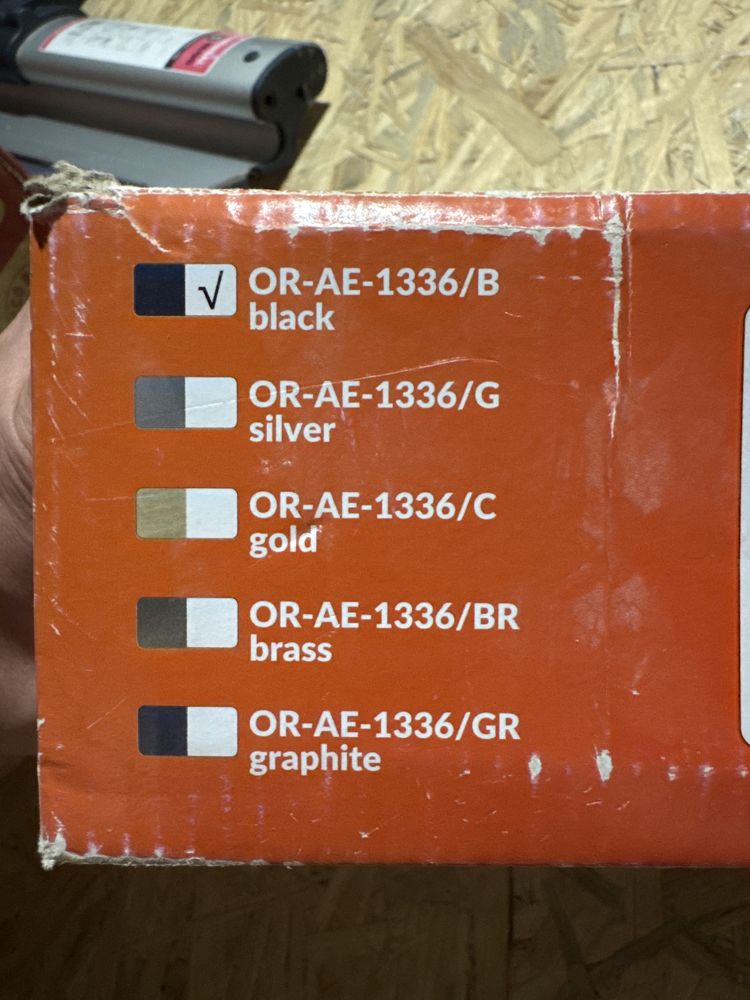 √ OR-AE-1336/B
black
OR-AE-1336/G
silver
OR-AE-1336/C
gold
OR-AE-1336/BR
brass
OR-AE-1336/GR
graphite